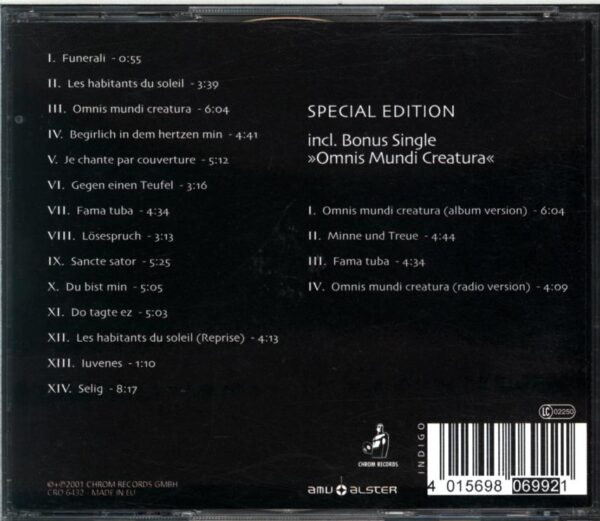 I. Funerali - 0:55
II. Les habitants du soleil - 3:39
III. Omnis mundi creatura - 6:04
IV. Begirlich in dem hertzen min - 4:41
V. Je chante par couverture - 5:12
VI. Gegen einen Teufel - 3:16
VII. Fama tuba - 4:34
VIII. Lösespruch - 3:13
IX. Sancte sator - 5:25
X. Du bist min - 5:05
XI. Do tagte ez - 5:03
XII. Les habitants du soleil (Reprise) - 4:13
XIII. Iuvenes - 1:10
XIV. Selig - 8:17
SPECIAL EDITION
incl. Bonus Single
»Omnis Mundi Creatura«
I. Omnis mundi creatura (album version) - 6:04
II. Minne und Treue - 4:44
III. Fama tuba - 4:34
IV. Omnis mundi creatura (radio version) - 4:09
℗+©2001 CHROM RECORDS GMBH
CRO 6432 - MADE IN EU
CHROM RECORDS
AMV ALSTER
INDIGO
LC 02250
4 015698 069921